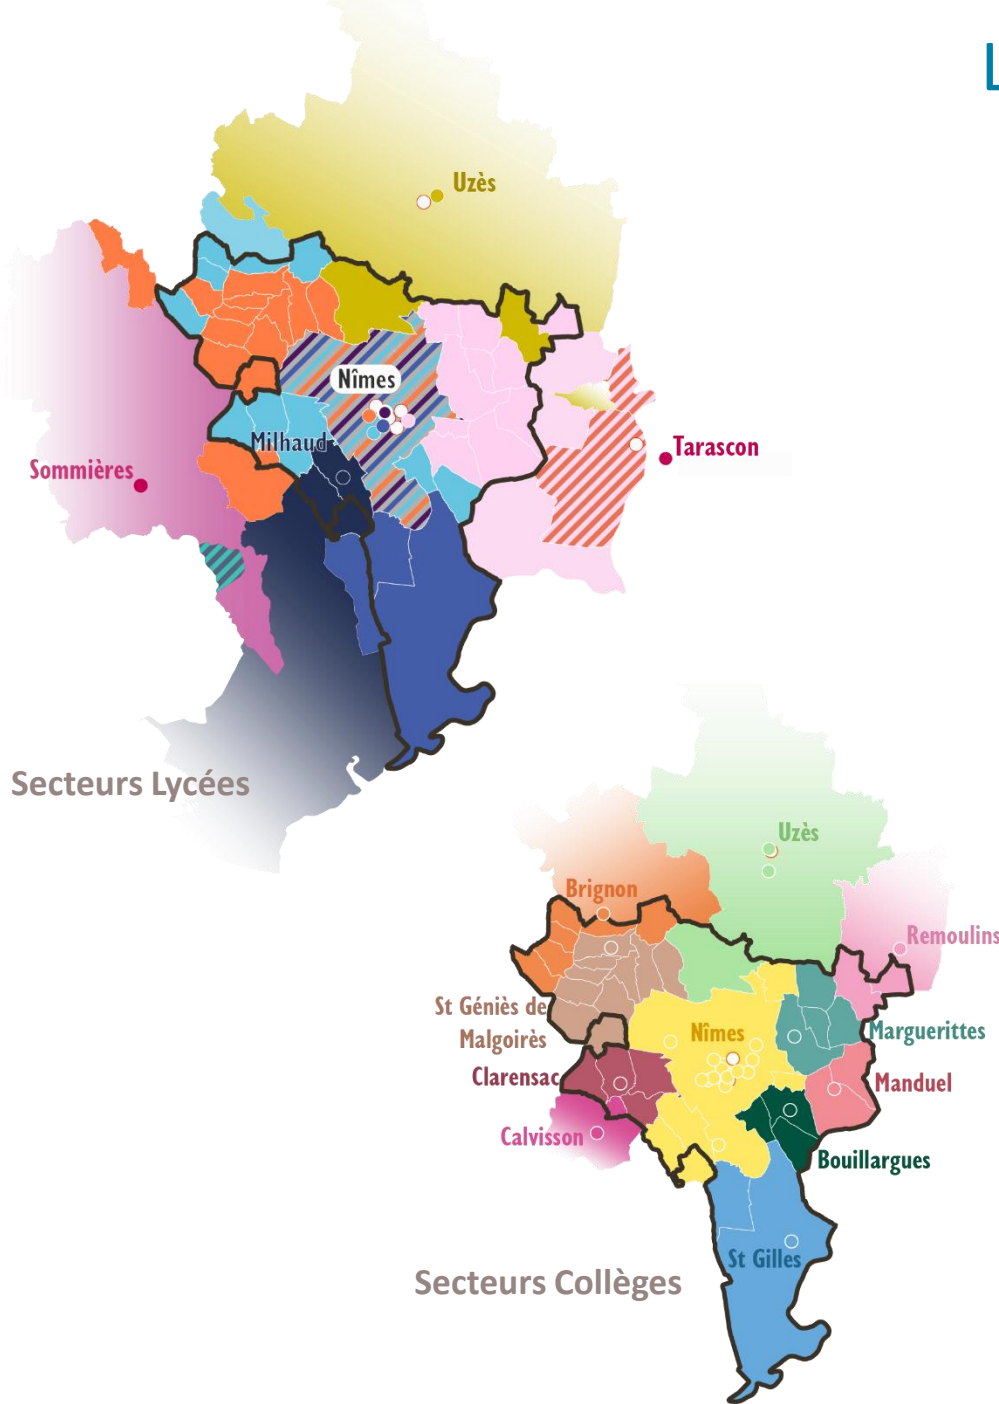 L
Uzès
Nîmes
Milhaud
Tarascon
Sommières
Secteurs Lycées
Uzès
Brignon
Remoulins
St Géniès de
Malgoirès
Nîmes
Marguerittes
Clarensac
Manduel
Calvisson
Bouillargues
St Gilles
Secteurs Collèges